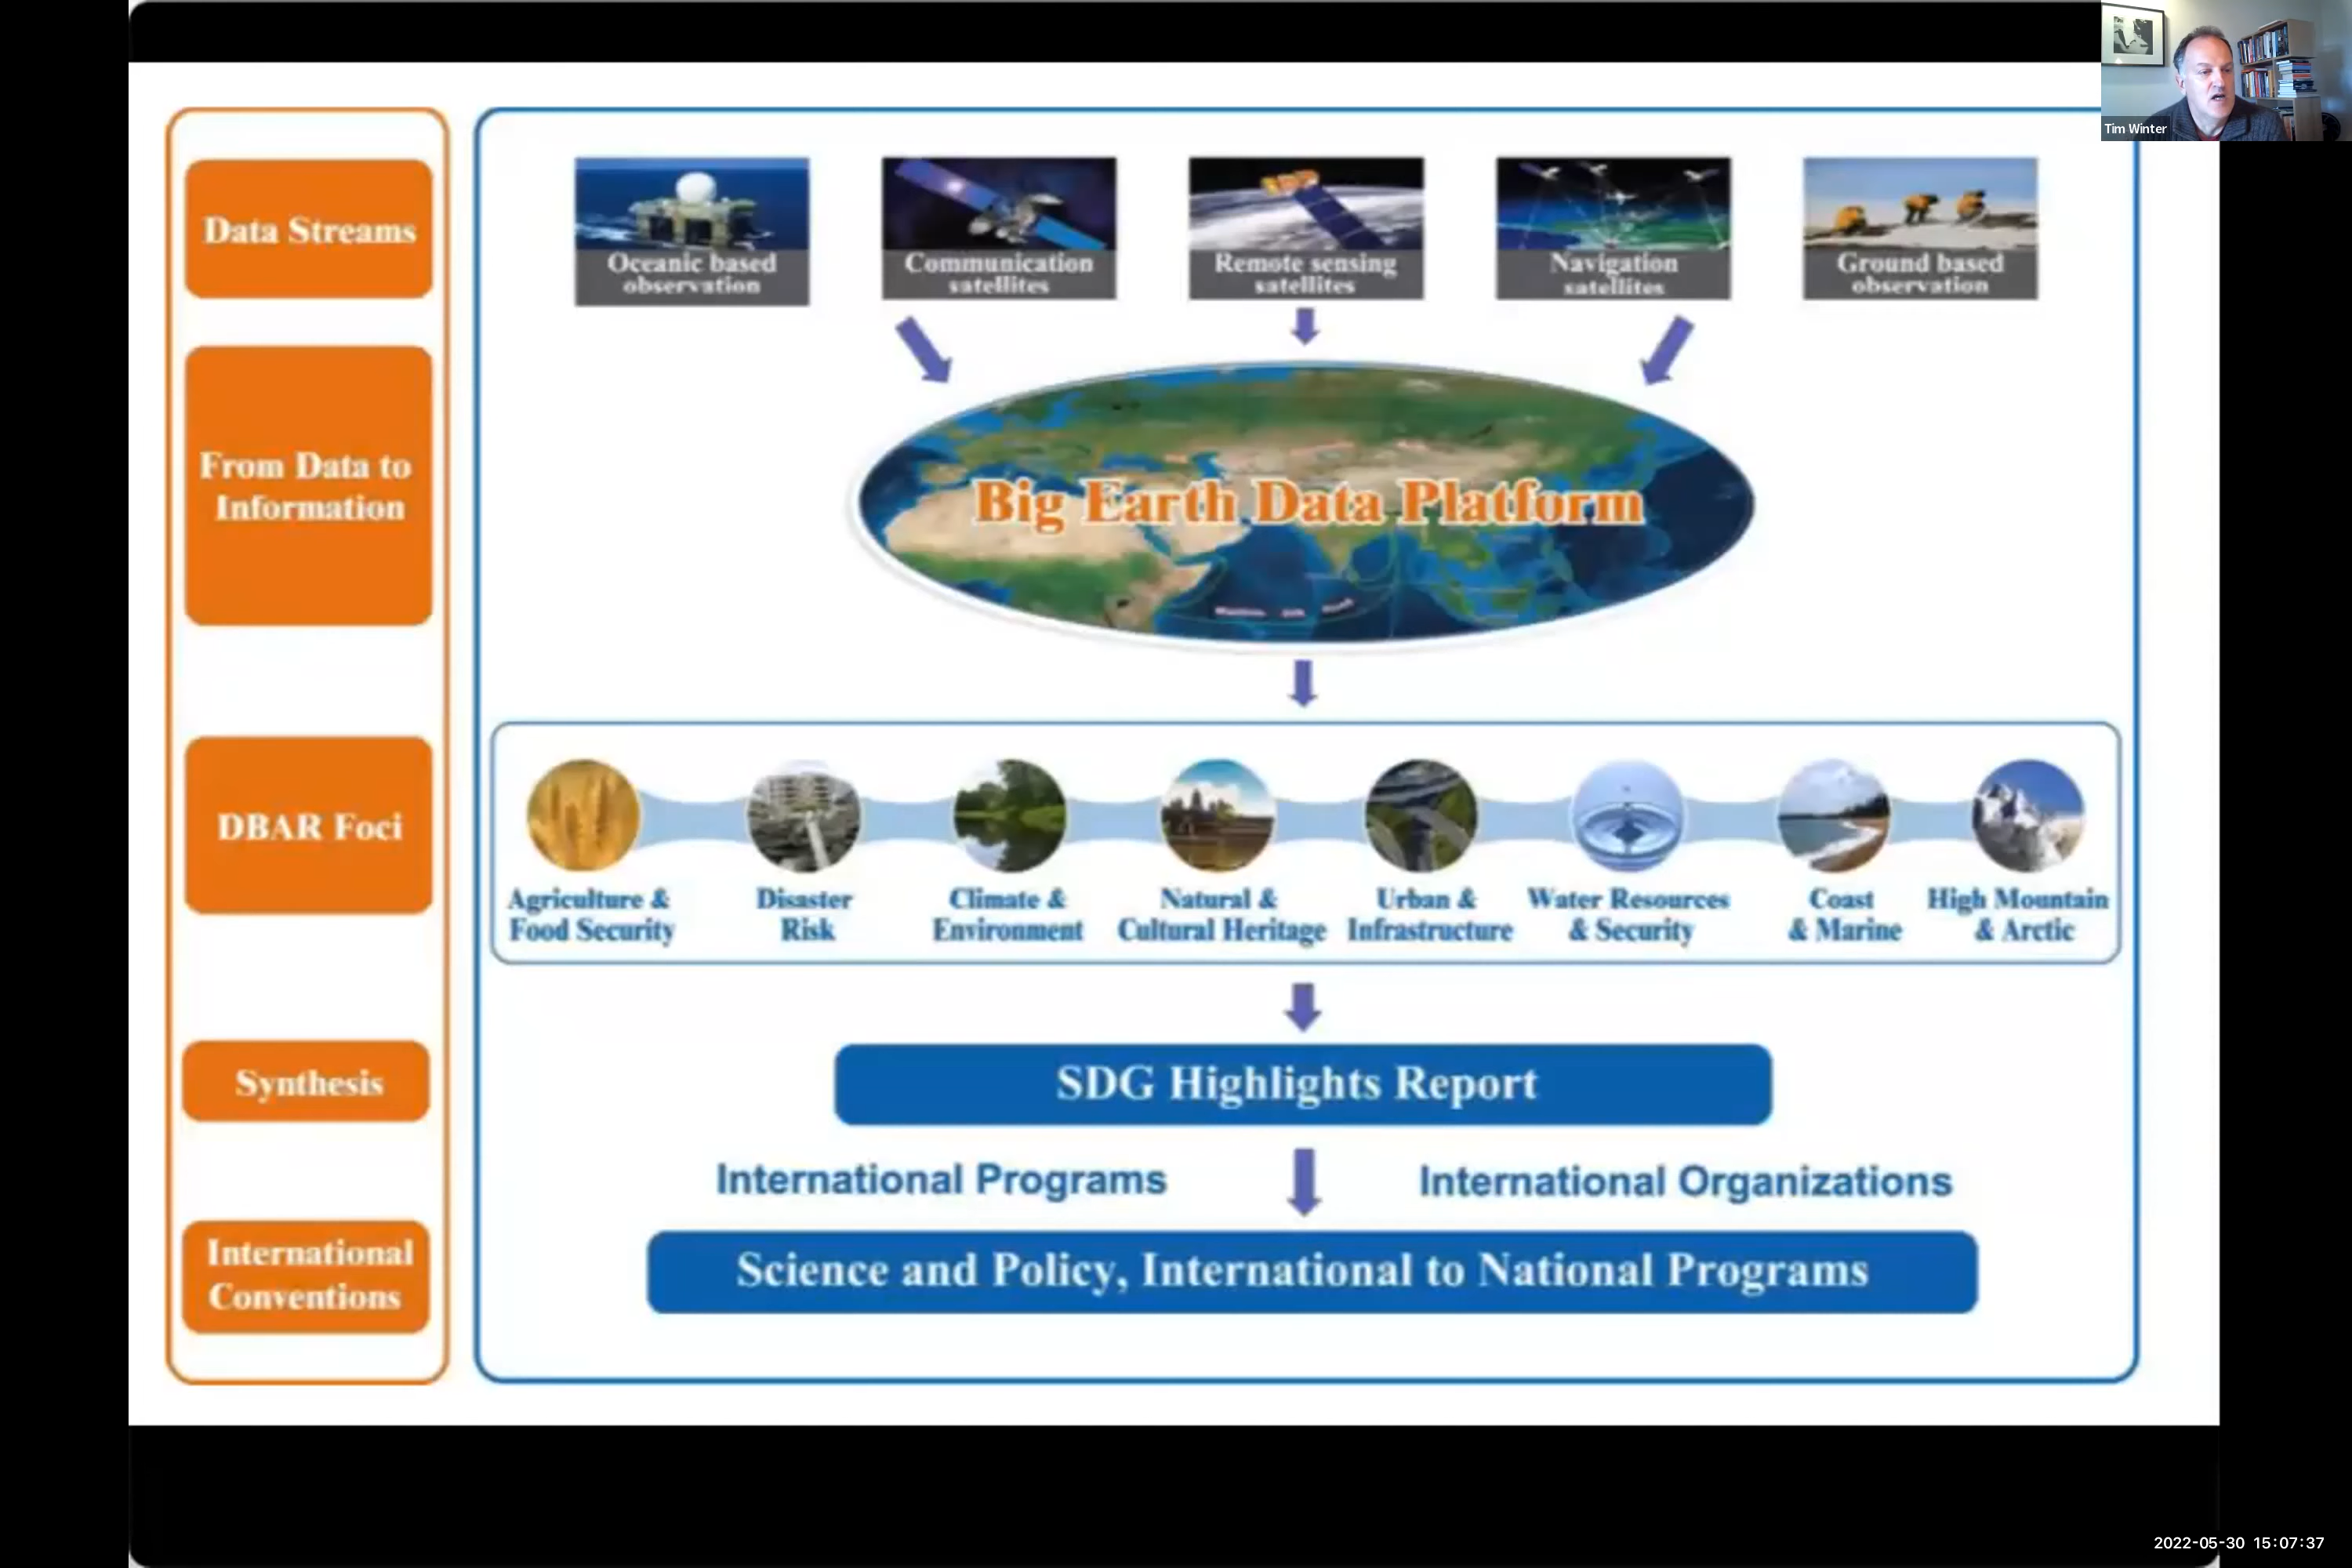 Tim Winter
Data Streams
Oceanic based
observation
Communication
satellites
Remote sensing
satellites
Navigation
satellites
Ground based
observation
From Data to
Information
Big Earth Data Platform
DBAR Foci
Agriculture &
Food Security
Disaster
Risk
Climate &
Environment
Natural &
Cultural Heritage
Urban &
Infrastructure
Water Resources
& Security
Coast
& Marine
High Mountain
& Arctic
Synthesis
SDG Highlights Report
International Programs
International Organizations
International
Conventions
Science and Policy, International to National Programs
2022-05-30 15:07:37